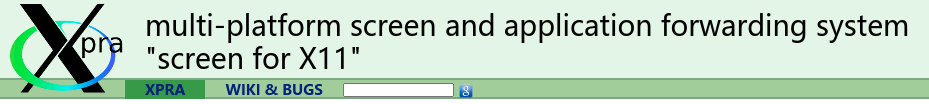 Xpra
multi-platform screen and application forwarding system
"screen for X11"
XPRA WIKI & BUGS